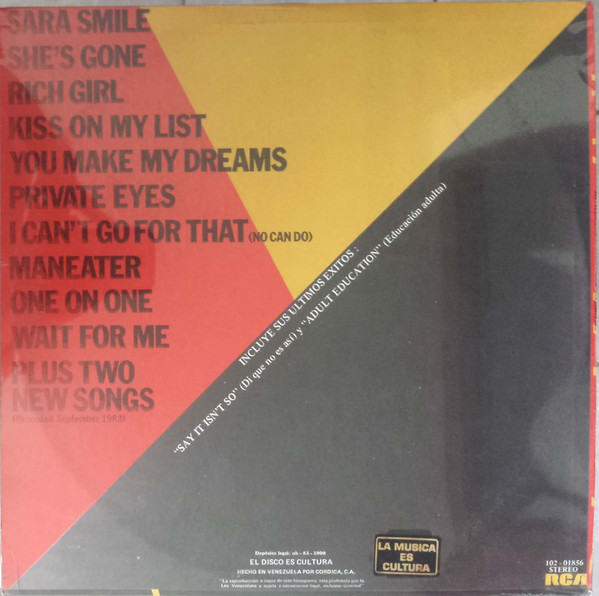 SARA SMILE
SHE'S GONE
RICH GIRL
KISS ON MY LIST
YOU MAKE MY DREAMS
PRIVATE EYES
I CAN'T GO FOR THAT (NO CAN DO)
MANEATER
ONE ON ONE
WAIT FOR ME
PLUS TWO
NEW SONGS
(Recorded September 1983)
INCLUYE SUS ULTIMOS EXITOS :
"SAY IT ISN'T SO" (Di que no es así) y "ADULT EDUCATION" (Educación adulta)
Depósito legal:
EL DISCO ES CULTURA
HECHO EN VENEZUELA POR CORDICA, C.A.
LA MUSICA
ES
CULTURA
102 - 01856
STEREO
RCA